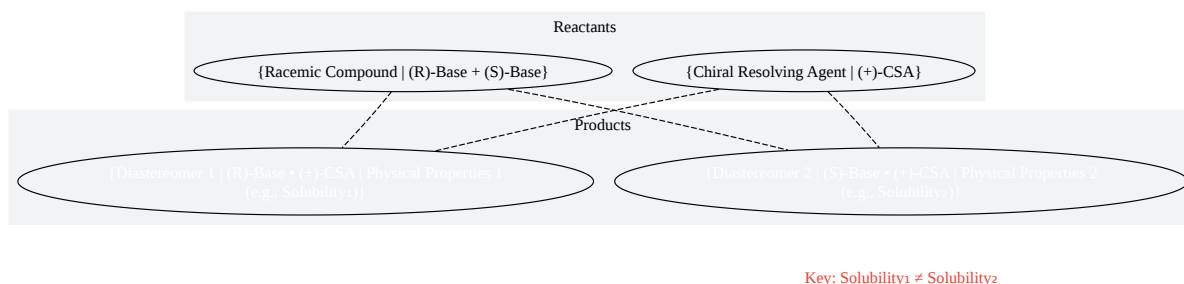 Reactants
{Racemic Compound | (R)-Base + (S)-Base}
{Chiral Resolving Agent | (+)-CSA}
Products
{Diastereomer 1 | (R)-Base • (+)-CSA | Physical Properties 1
(e.g., Solubility₁)}
{Diastereomer 2 | (S)-Base • (+)-CSA | Physical Properties 2
(e.g., Solubility₂)}
Key: Solubility₁ ≠ Solubility₂